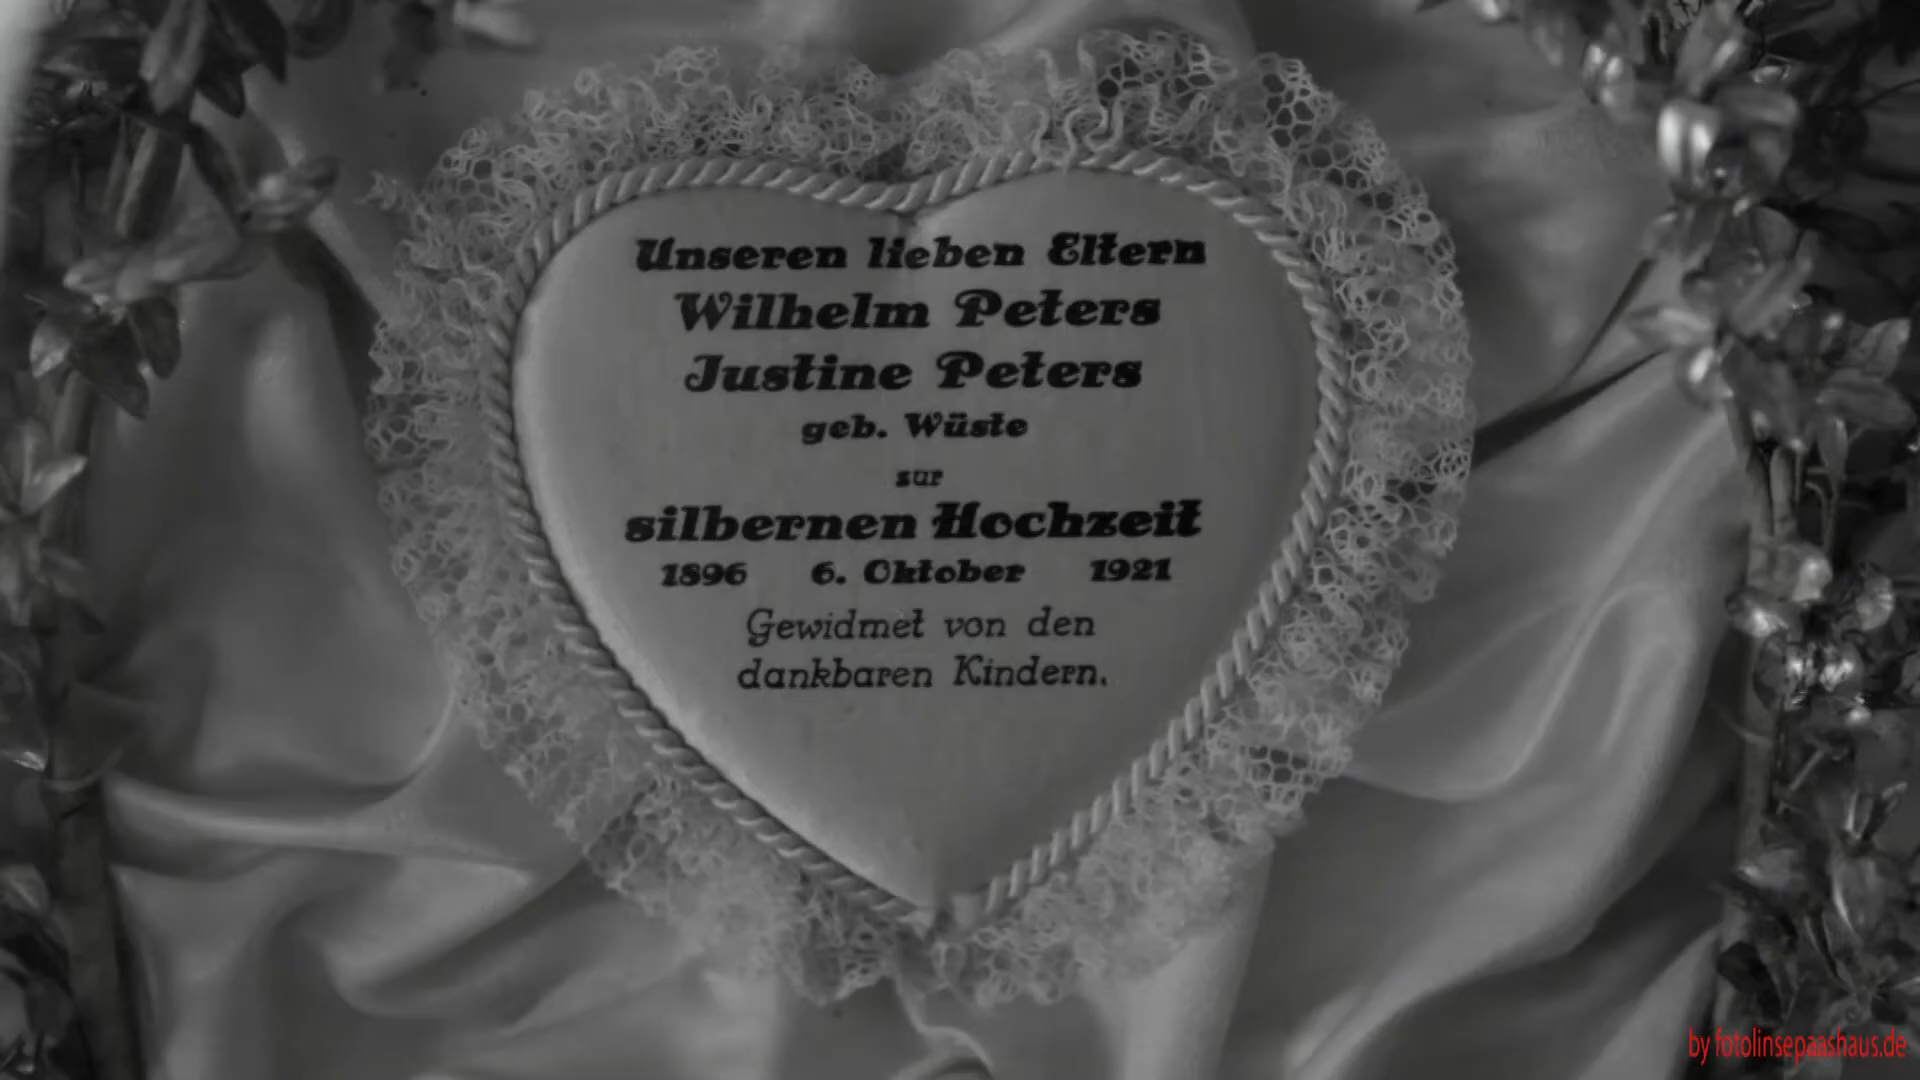 Unseren lieben Eltern
Wilhelm Peters
Justine Peters
geb. Wüste
zur
silbernen Hochzeit
1896 6. Oktober 1921
Gewidmet von den
dankbaren Kindern.
by fotolinsepaashaus.de